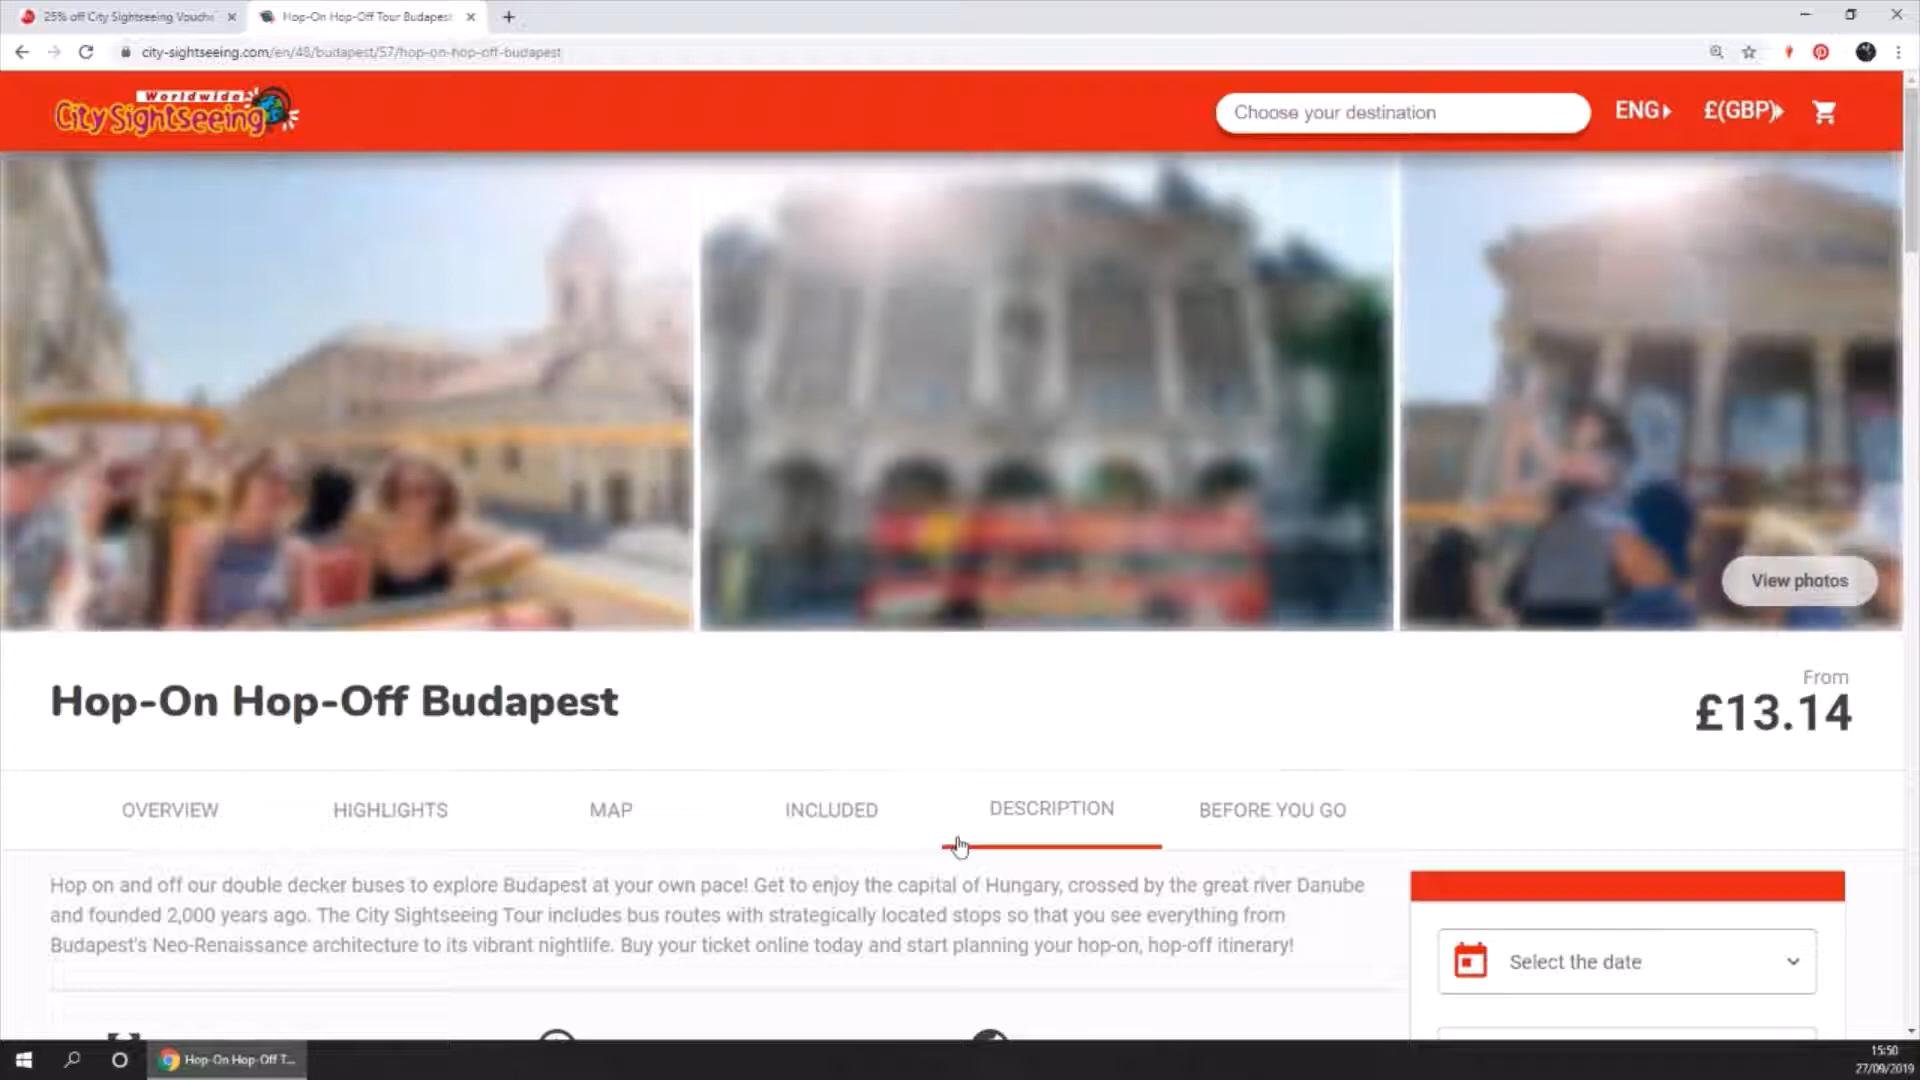 25% off City Sightseeing Vouche
Hop-On Hop-Off Tour Budapest
city-sightseeing.com/en/48/budapest/57/hop-on-hop-off-budapest
Worldwide
City Sightseeing
Choose your destination
ENG
£(GBP)
View photos
Hop-On Hop-Off Budapest
From
£13.14
OVERVIEW
HIGHLIGHTS
MAP
INCLUDED
DESCRIPTION
BEFORE YOU GO
Hop on and off our double decker buses to explore Budapest at your own pace! Get to enjoy the capital of Hungary, crossed by the great river Danube
and founded 2,000 years ago. The City Sightseeing Tour includes bus routes with strategically located stops so that you see everything from
Budapest's Neo-Renaissance architecture to its vibrant nightlife. Buy your ticket online today and start planning your hop-on, hop-off itinerary!
Select the date
Hop-On Hop-Off T...
15:50
27/09/2019